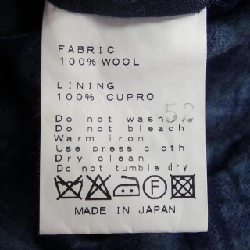 FABRIC
100% WOOL
LINING
100% CUPRO
Do not wash
52
Do not bleach
Warm iron
Use press cloth
Dry clean
Do not tumble dry
F
MADE IN JAPAN